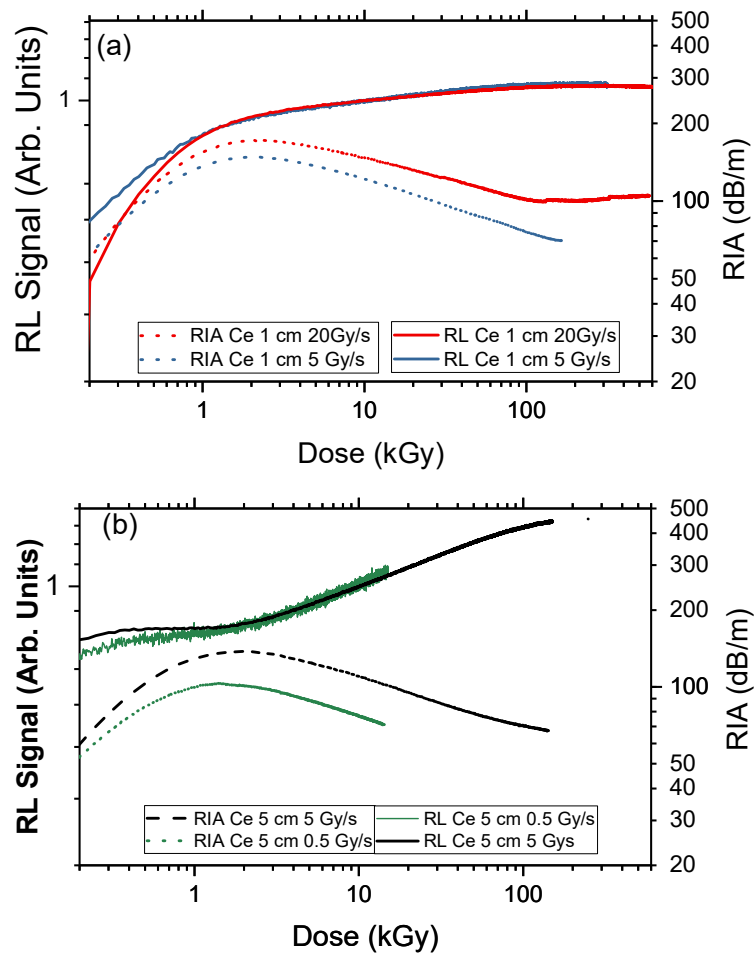 (a)
500
400
300
200
100
50
40
30
20
1
RL Signal (Arb. Units)
RIA (dB/m)
RIA Ce 1 cm 20Gy/s
RIA Ce 1 cm 5 Gy/s
RL Ce 1 cm 20Gy/s
RL Ce 1 cm 5 Gy/s
1 10 100
Dose (kGy)
(b)
500
400
300
200
100
50
40
30
20
1
RL Signal (Arb. Units)
RIA (dB/m)
RIA Ce 5 cm 5 Gy/s
RIA Ce 5 cm 0.5 Gy/s
RL Ce 5 cm 0.5 Gy/s
RL Ce 5 cm 5 Gys
1 10 100
Dose (kGy)